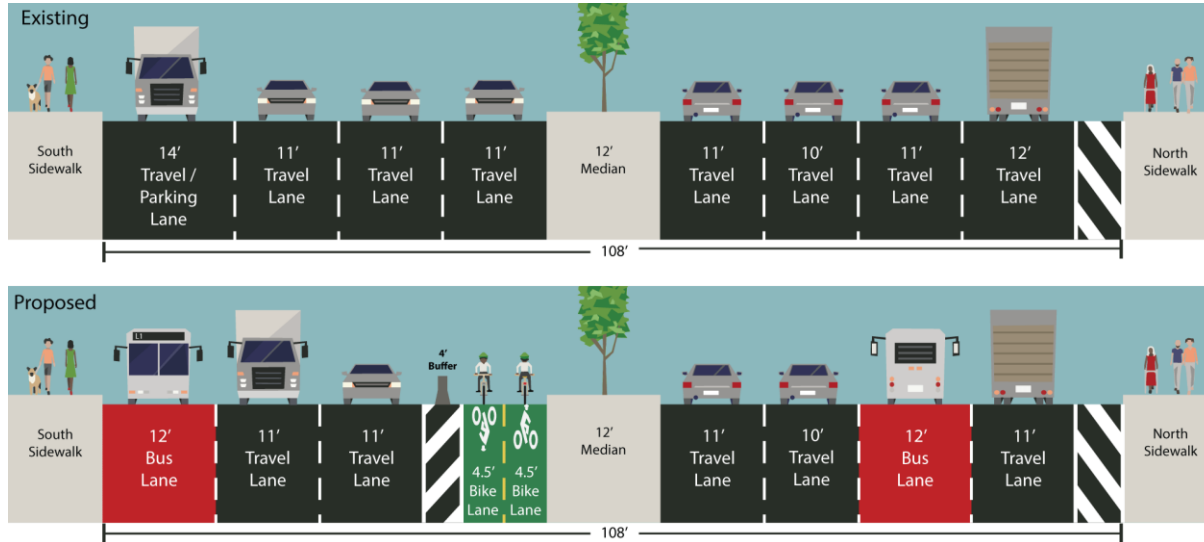 Existing
South
Sidewalk
14’
Travel /
Parking
Lane
11’
Travel
Lane
11’
Travel
Lane
11’
Travel
Lane
12’
Median
11’
Travel
Lane
10’
Travel
Lane
11’
Travel
Lane
12’
Travel
Lane
North
Sidewalk
108’
Proposed
L1
4’
Buffer
South
Sidewalk
12’
Bus
Lane
11’
Travel
Lane
11’
Travel
Lane
4.5’
Bike
Lane
4.5’
Bike
Lane
12’
Median
11’
Travel
Lane
10’
Travel
Lane
12’
Bus
Lane
11’
Travel
Lane
North
Sidewalk
108’